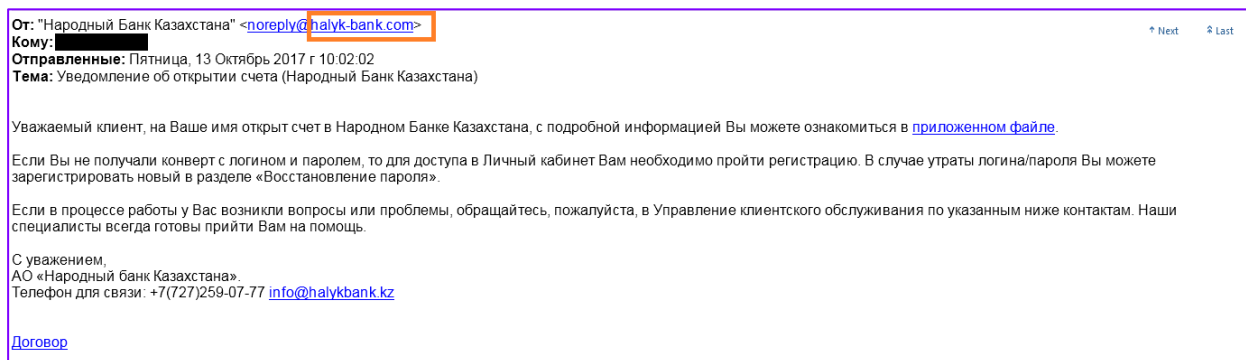 От: "Народный Банк Казахстана" <noreply@halyk-bank.com>
Next Last
Кому:
Отправленные: Пятница, 13 Октябрь 2017 г 10:02:02
Тема: Уведомление об открытии счета (Народный Банк Казахстана)
Уважаемый клиент, на Ваше имя открыт счет в Народном Банке Казахстана, с подробной информацией Вы можете ознакомиться в приложенном файле.
Если Вы не получали конверт с логином и паролем, то для доступа в Личный кабинет Вам необходимо пройти регистрацию. В случае утраты логина/пароля Вы можете
зарегистрировать новый в разделе «Восстановление пароля».
Если в процессе работы у Вас возникли вопросы или проблемы, обращайтесь, пожалуйста, в Управление клиентского обслуживания по указанным ниже контактам. Наши
специалисты всегда готовы прийти Вам на помощь.
С уважением,
АО «Народный банк Казахстана».
Телефон для связи: +7(727)259-07-77 info@halykbank.kz
Договор